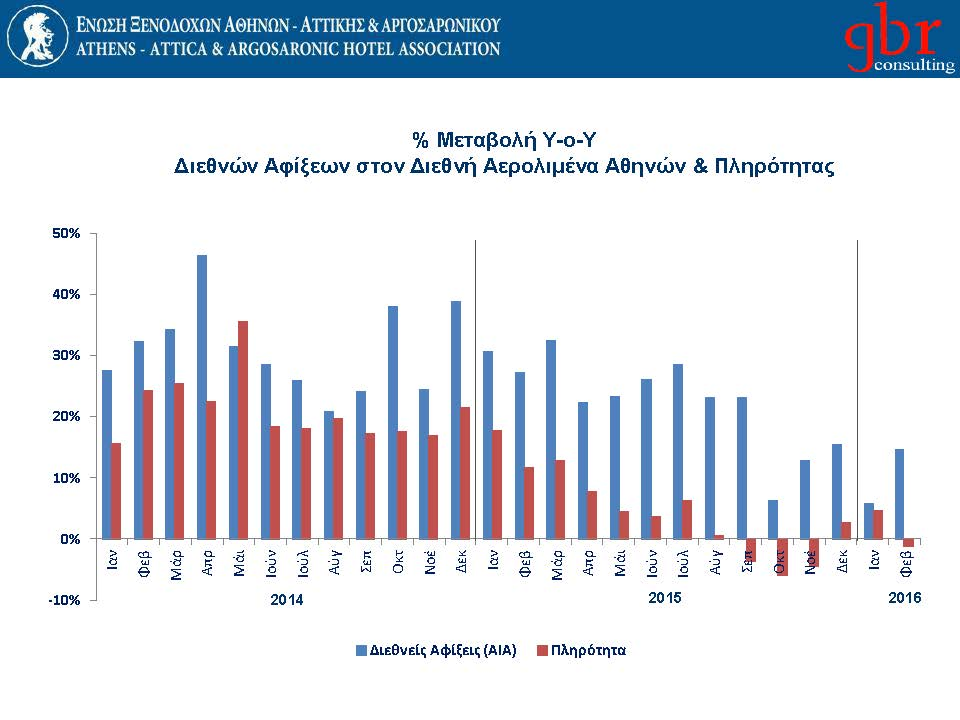 ΕΝΩΣΗ ΞΕΝΟΔΟΧΩΝ ΑΘΗΝΩΝ - ΑΤΤΙΚΗΣ & ΑΡΓΟΣΑΡΩΝΙΚΟΥ
ATHENS - ATTICA & ARGOSARONIC HOTEL ASSOCIATION
gbr
consulting
% Μεταβολή Y-o-Y
Διεθνών Αφίξεων στον Διεθνή Αερολιμένα Αθηνών & Πληρότητας
50%
40%
30%
20%
10%
0%
-10%
Ιαν Φεβ Μάρ Απρ Μάι Ιούν Ιούλ Αύγ Σεπ Οκτ Νοέ Δεκ Ιαν Φεβ Μάρ Απρ Μάι Ιούν Ιούλ Αύγ Σεπ Οκτ Νοέ Δεκ Ιαν Φεβ
2014 2015 2016
Διεθνείς Αφίξεις (AIA) Πληρότητα